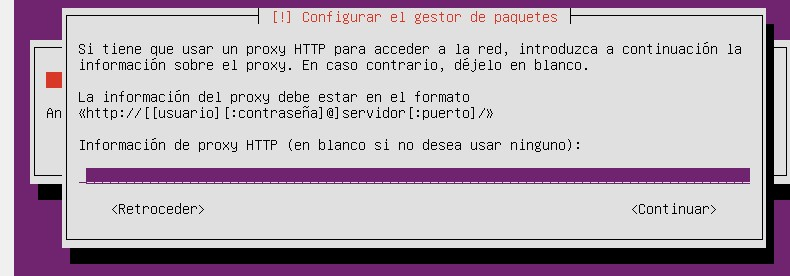 [!] Configurar el gestor de paquetes
Si tiene que usar un proxy HTTP para acceder a la red, introduzca a continuación la
información sobre el proxy. En caso contrario, déjelo en blanco.
La información del proxy debe estar en el formato
An
«http://[[usuario][:contraseña]@]servidor[:puerto]/»
Información de proxy HTTP (en blanco si no desea usar ninguno):
<Retroceder>
<Continuar>